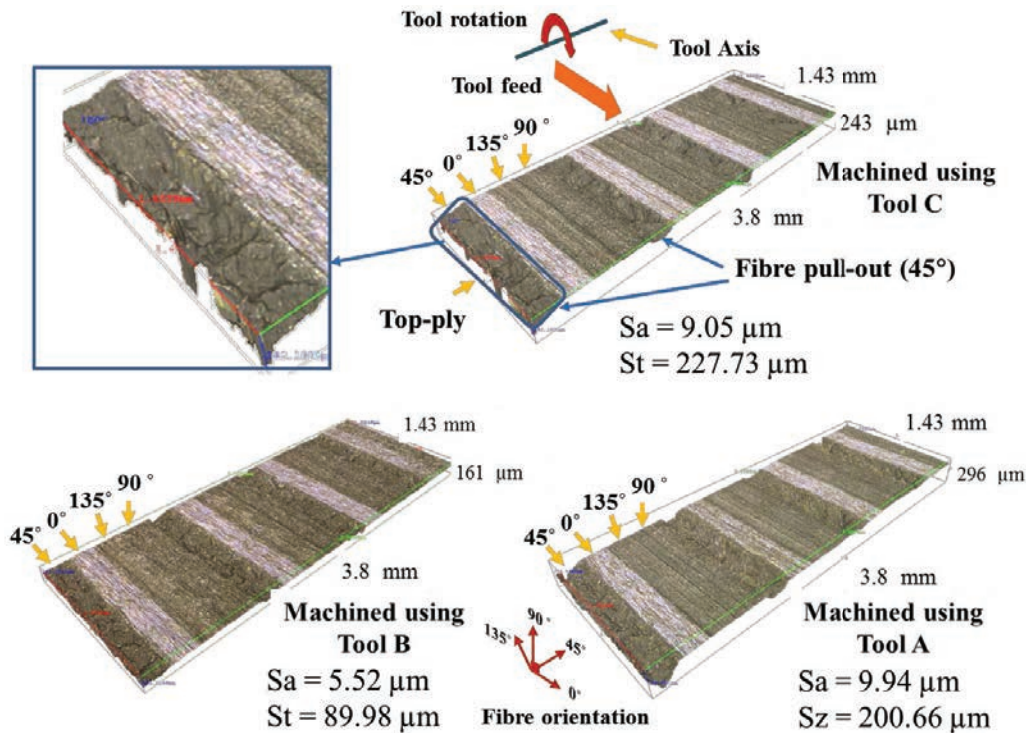 Tool rotation
Tool Axis
Tool feed
1.43 mm
243 µm
45° 0° 135° 90°
Machined using
Tool C
3.8 mn
Fibre pull-out (45°)
Top-ply
Sa = 9.05 µm
St = 227.73 µm
1.43 mm
161 µm
45° 0° 135° 90°
3.8 mm
Machined using
Tool B
Sa = 5.52 µm
St = 89.98 µm
135° 90° 45° 0°
Fibre orientation
1.43 mm
296 µm
45° 0° 135° 90°
3.8 mm
Machined using
Tool A
Sa = 9.94 µm
Sz = 200.66 µm